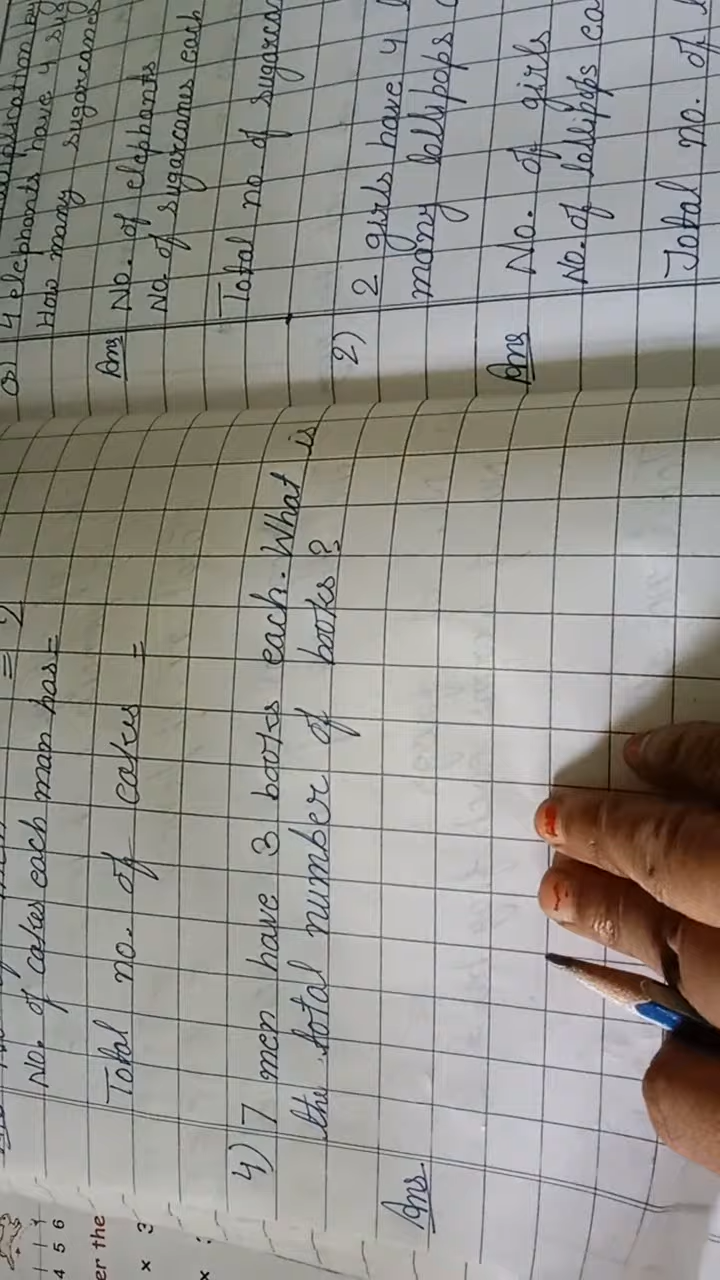 = 2
No. of cakes each man has=
Total no. of cakes =
4) 7 men have 3 books each. What is
the total number of books?
Ans
4 elephants have 4
How many sugarcanes
Ans No. of elephants
No. of sugarcanes each
Total no of
2) 2 girls have 4
many lollipops
Ans No. of girls
No. of lollipops
Total no. of
4 5 6
er the
x 3
x